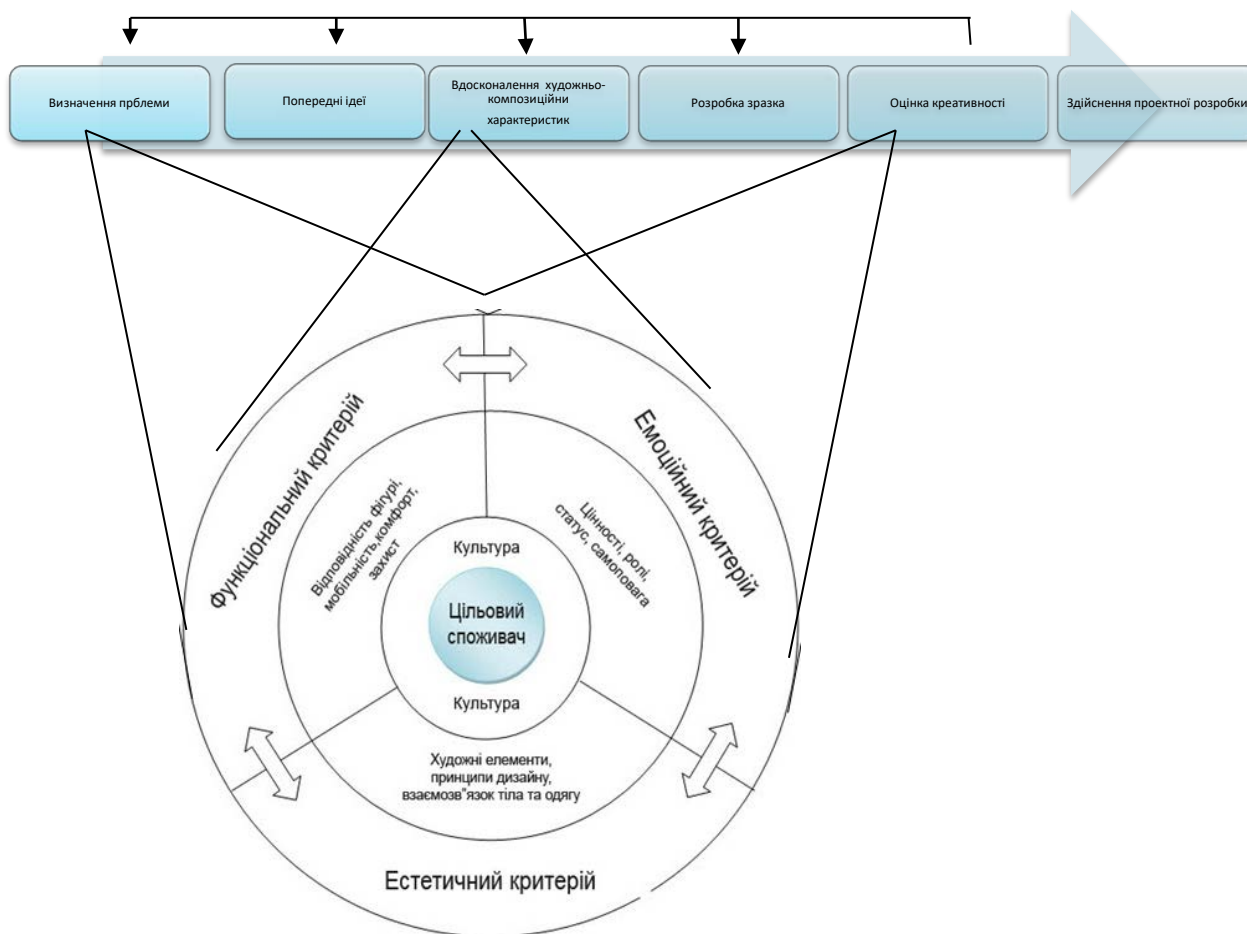 Визначення прблеми
Попередні ідеї
Вдосконалення художньо-
композиційни
характеристик
Розробка зразка
Оцінка креативності
Здійснення проектної розробки
Функціональний критерій
Емоційний критерій
Відповідність фігурі,
мобільність,комфорт,
захист
Цінності, ролі,
статус, самоповага
Культура
Цільовий
споживач
Культура
Художні елементи,
принципи дизайну,
взаємозв"язок тіла та одягу
Естетичний критерій